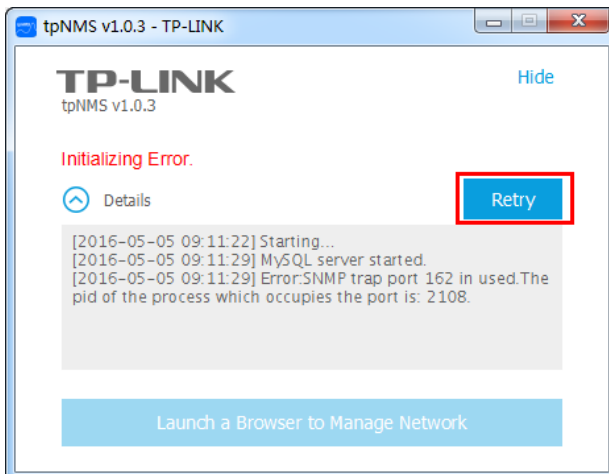 tpNMS v1.0.3 - TP-LINK
TP-LINK
Hide
tpNMS v1.0.3
Initializing Error.
Details
Retry
[2016-05-05 09:11:22] Starting...
[2016-05-05 09:11:29] MySQL server started.
[2016-05-05 09:11:29] Error:SNMP trap port 162 in used.The
pid of the process which occupies the port is: 2108.
Launch a Browser to Manage Network